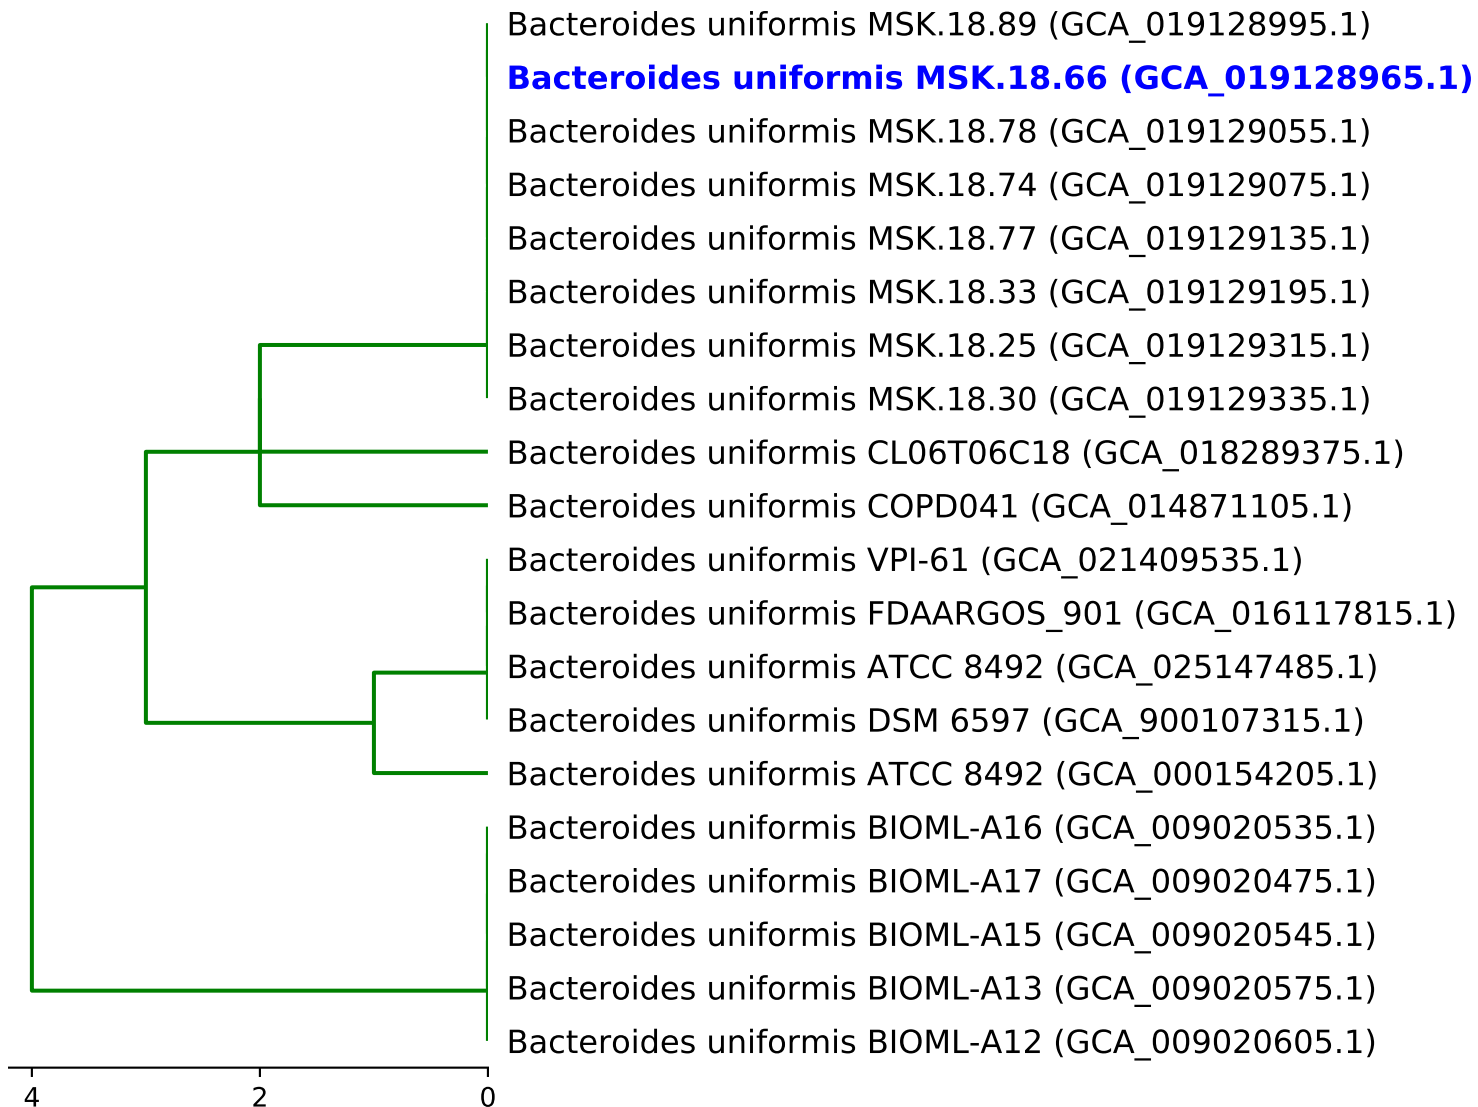 Bacteroides uniformis MSK.18.89 (GCA_019128995.1)
Bacteroides uniformis MSK.18.66 (GCA_019128965.1)
Bacteroides uniformis MSK.18.78 (GCA_019129055.1)
Bacteroides uniformis MSK.18.74 (GCA_019129075.1)
Bacteroides uniformis MSK.18.77 (GCA_019129135.1)
Bacteroides uniformis MSK.18.33 (GCA_019129195.1)
Bacteroides uniformis MSK.18.25 (GCA_019129315.1)
Bacteroides uniformis MSK.18.30 (GCA_019129335.1)
Bacteroides uniformis CL06T06C18 (GCA_018289375.1)
Bacteroides uniformis COPD041 (GCA_014871105.1)
Bacteroides uniformis VPI-61 (GCA_021409535.1)
Bacteroides uniformis FDAARGOS_901 (GCA_016117815.1)
Bacteroides uniformis ATCC 8492 (GCA_025147485.1)
Bacteroides uniformis DSM 6597 (GCA_900107315.1)
Bacteroides uniformis ATCC 8492 (GCA_000154205.1)
Bacteroides uniformis BIOML-A16 (GCA_009020535.1)
Bacteroides uniformis BIOML-A17 (GCA_009020475.1)
Bacteroides uniformis BIOML-A15 (GCA_009020545.1)
Bacteroides uniformis BIOML-A13 (GCA_009020575.1)
Bacteroides uniformis BIOML-A12 (GCA_009020605.1)
4 2 0